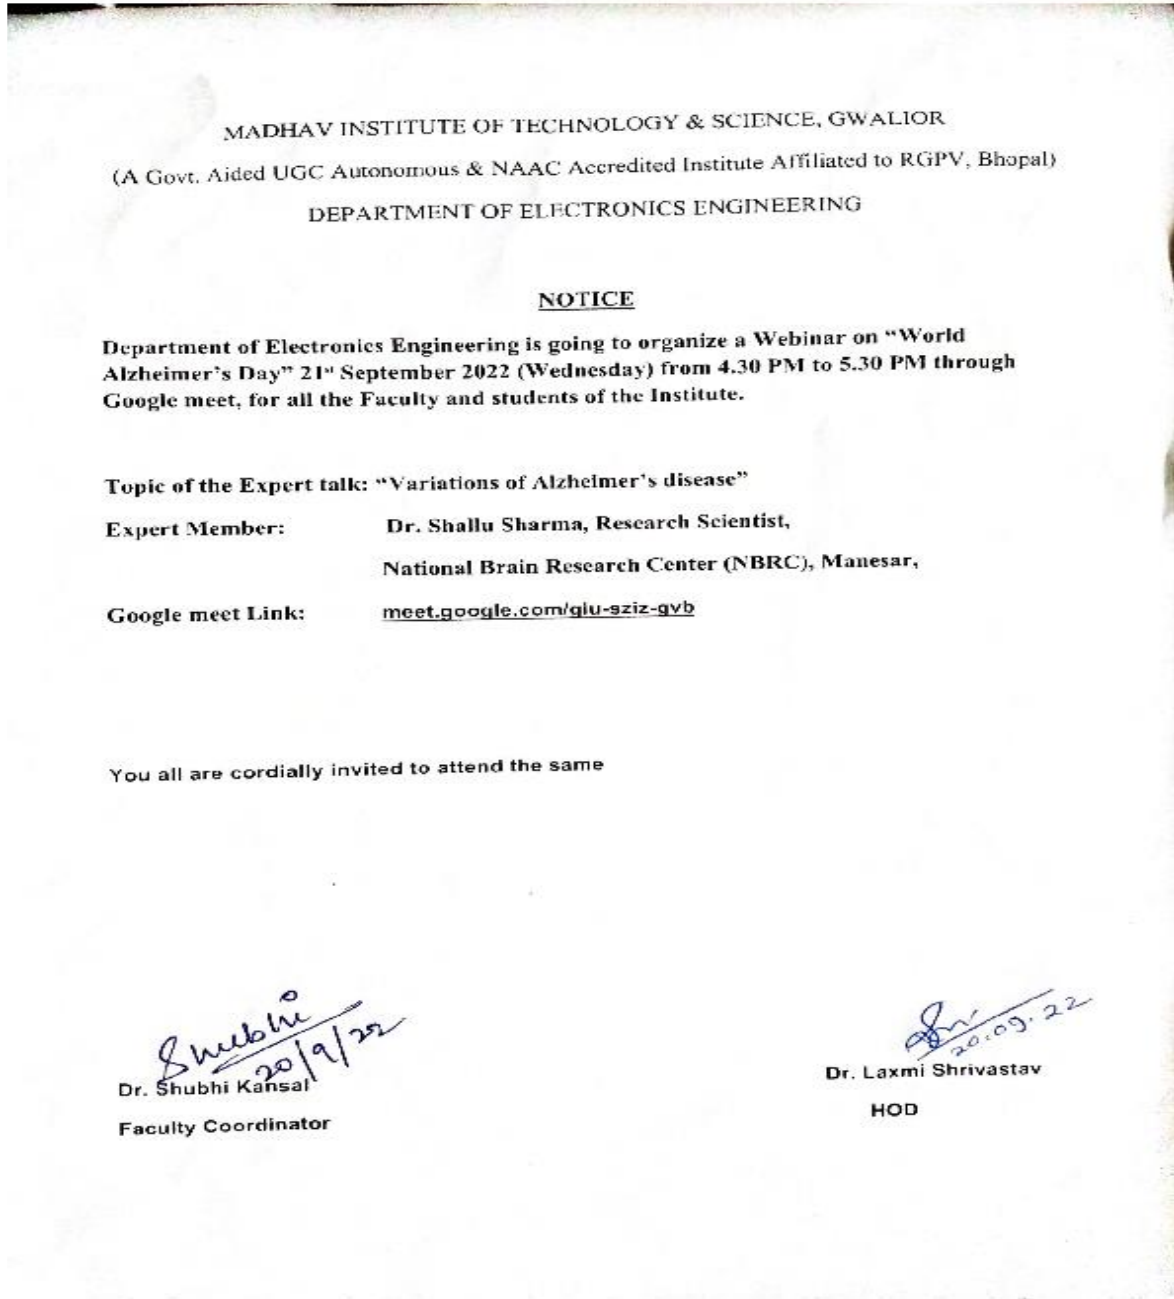 MADHAV INSTITUTE OF TECHNOLOGY & SCIENCE, GWALIOR
(A Govt. Aided UGC Autonomous & NAAC Accredited Institute Affiliated to RGPV, Bhopal)
DEPARTMENT OF ELECTRONICS ENGINEERING
NOTICE
Department of Electronics Engineering is going to organize a Webinar on “World
Alzheimer’s Day” 21st September 2022 (Wednesday) from 4.30 PM to 5.30 PM through
Google meet, for all the Faculty and students of the Institute.
Topic of the Expert talk: “Variations of Alzheimer’s disease”
Expert Member: Dr. Shallu Sharma, Research Scientist,
National Brain Research Center (NBRC), Manesar,
Google meet Link: meet.google.com/giu-sziz-gvb
You all are cordially invited to attend the same
Shubhi
20/9/22
20.09.22
Dr. Shubhi Kansal
Dr. Laxmi Shrivastav
Faculty Coordinator
HOD